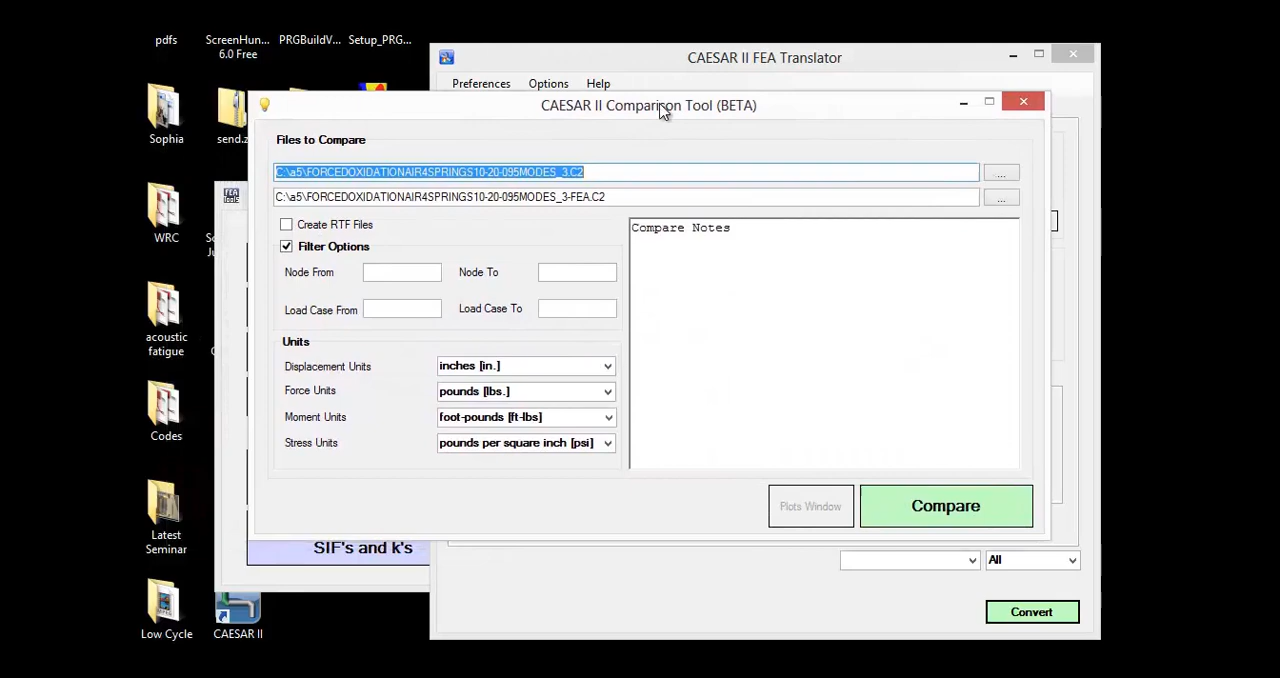 pdfs
ScreenHun...
6.0 Free
PRGBuildV...
Setup_PRG...
CAESAR II FEA Translator
Preferences
Options
Help
CAESAR II Comparison Tool (BETA)
Files to Compare
C:\a5\FORCEDOXIDATIONAIR4SPRINGS10-20-095MODES_3.C2
...
C:\a5\FORCEDOXIDATIONAIR4SPRINGS10-20-095MODES_3-FEA.C2
...
Create RTF Files
Filter Options
Node From
Node To
Load Case From
Load Case To
Units
Displacement Units
inches [in.]
Force Units
pounds [lbs.]
Moment Units
foot-pounds [ft-lbs]
Stress Units
pounds per square inch [psi]
Compare Notes
Plots Window
Compare
SIF's and k's
All
Convert
Sophia
send.z
WRC
acoustic
fatigue
Codes
Latest
Seminar
Low Cycle
CAESAR II